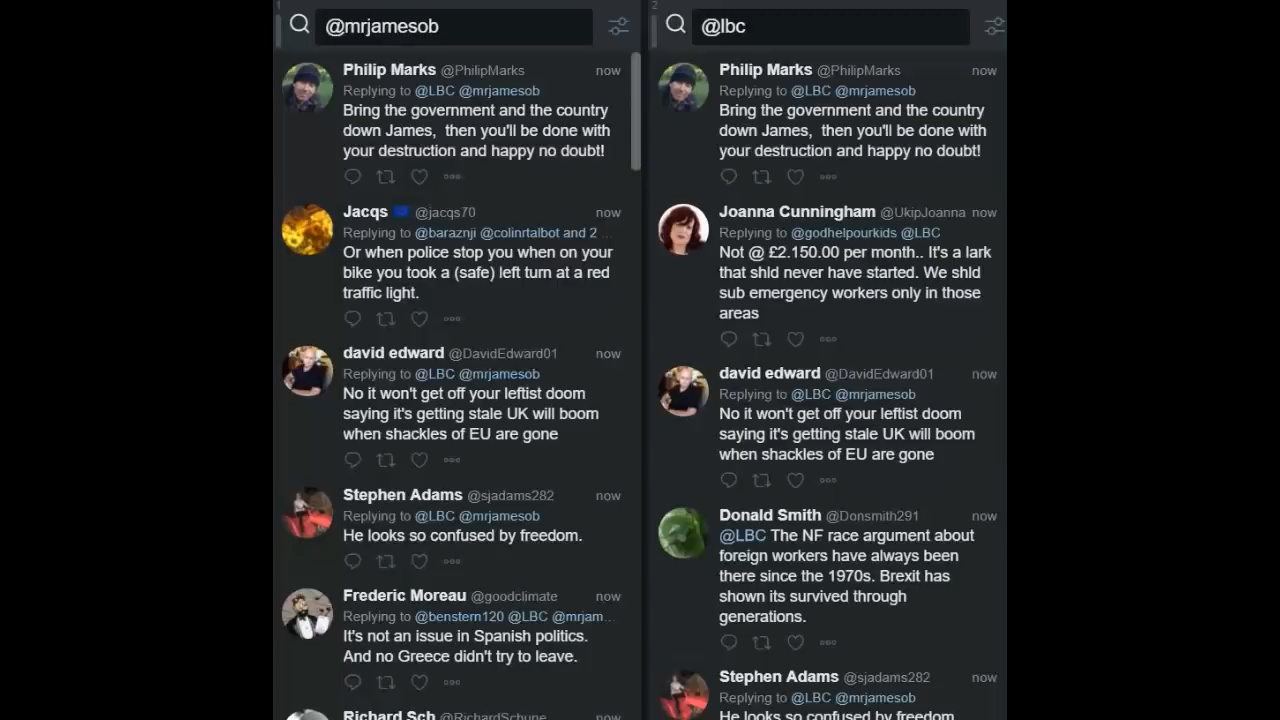 1
@mrjamesob
Philip Marks @PhilipMarks now
Replying to @LBC @mrjamesob
Bring the government and the country
down James,  then you'll be done with
your destruction and happy no doubt!
Jacqs @jacqs70 now
Replying to @baraznji @colinrtalbot and 2 ...
Or when police stop you when on your
bike you took a (safe) left turn at a red
traffic light.
david edward @DavidEdward01 now
Replying to @LBC @mrjamesob
No it won't get off your leftist doom
saying it's getting stale UK will boom
when shackles of EU are gone
Stephen Adams @sjadams282 now
Replying to @LBC @mrjamesob
He looks so confused by freedom.
Frederic Moreau @goodclimate now
Replying to @benstern120 @LBC @mrjam...
It's not an issue in Spanish politics.
And no Greece didn't try to leave.
Richard Sch @RichardSchune now
2
@lbc
Philip Marks @PhilipMarks now
Replying to @LBC @mrjamesob
Bring the government and the country
down James,  then you'll be done with
your destruction and happy no doubt!
Joanna Cunningham @UkipJoanna now
Replying to @godhelpourkids @LBC
Not @ £2.150.00 per month.. It's a lark
that shld never have started. We shld
sub emergency workers only in those
areas
david edward @DavidEdward01 now
Replying to @LBC @mrjamesob
No it won't get off your leftist doom
saying it's getting stale UK will boom
when shackles of EU are gone
Donald Smith @Donsmith291 now
@LBC The NF race argument about
foreign workers have always been
there since the 1970s. Brexit has
shown its survived through
generations.
Stephen Adams @sjadams282 now
Replying to @LBC @mrjamesob
He looks so confused by freedom